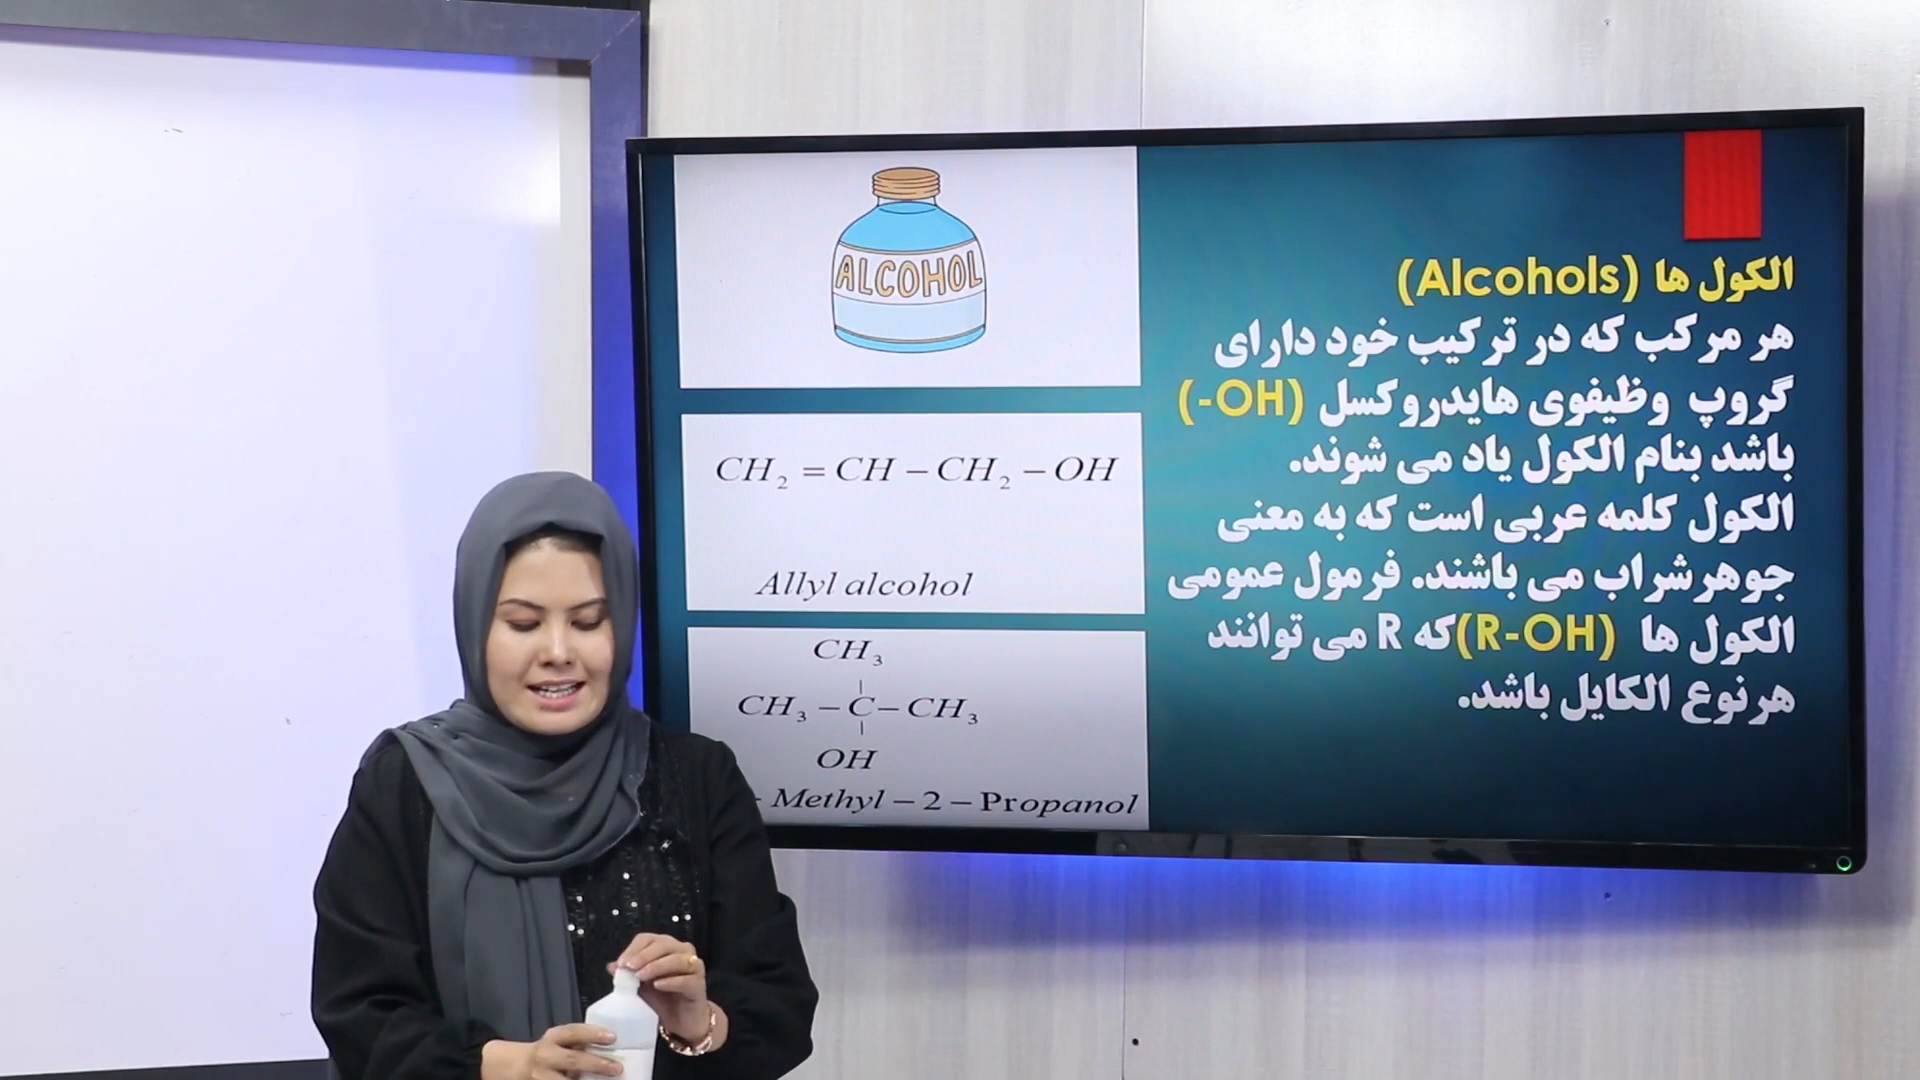 ALCOHOL
CH2 = CH – CH2 – OH
Allyl alcohol
CH3
CH3 – C – CH3
OH
– Methyl – 2 – Propanol
الکول ها (Alcohols)
هر مرکب که در ترکیب خود دارای
گروپ وظیفوی هایدروکسل (OH-)
باشد بنام الکول یاد می شوند.
الکول کلمه عربی است که به معنی
جوهرشراب می باشند. فرمول عمومی
الکول ها (R-OH)که R می توانند
هرنوع الکایل باشد.